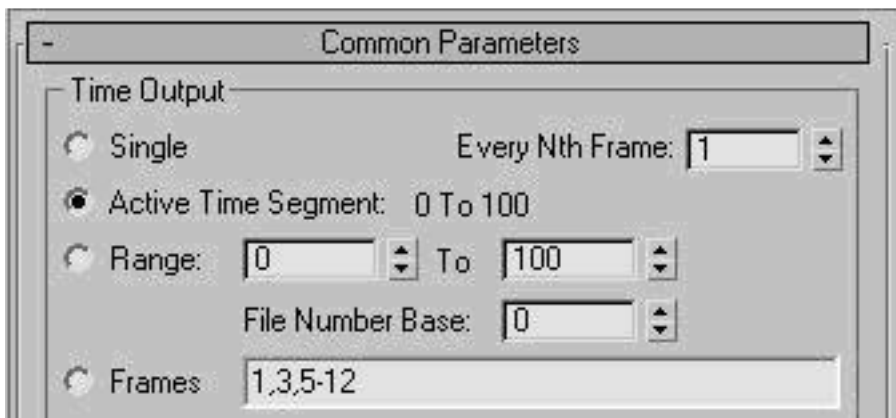 - Common Parameters
Time Output
Single Every Nth Frame: 1
Active Time Segment: 0 To 100
Range: 0 To 100
File Number Base: 0
Frames 1,3,5-12